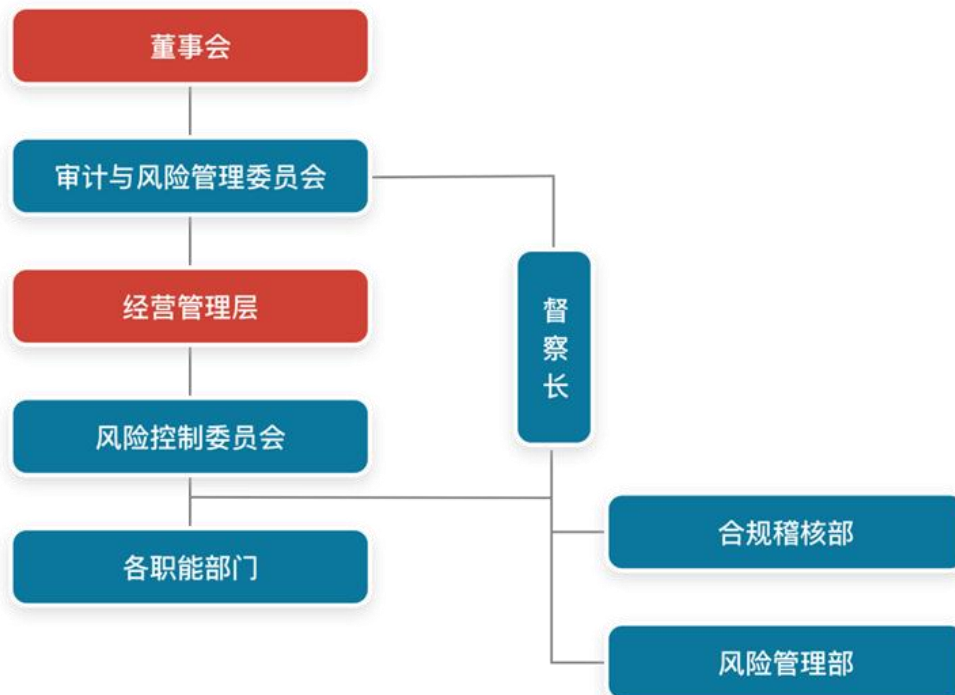 董事会
审计与风险管理委员会
经营管理层
督察长
风险控制委员会
合规稽核部
各职能部门
风险管理部